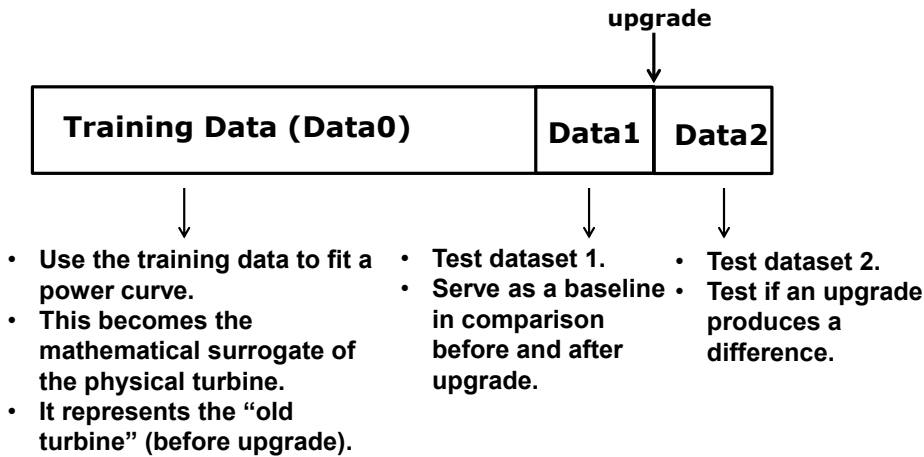 upgrade
Training Data (Data0)
Data1
Data2
• Use the training data to fit a
power curve.
• This becomes the
mathematical surrogate of
the physical turbine.
• It represents the “old
turbine” (before upgrade).
• Test dataset 1.
• Serve as a baseline
in comparison
before and after
upgrade.
• Test dataset 2.
• Test if an upgrade
produces a
difference.